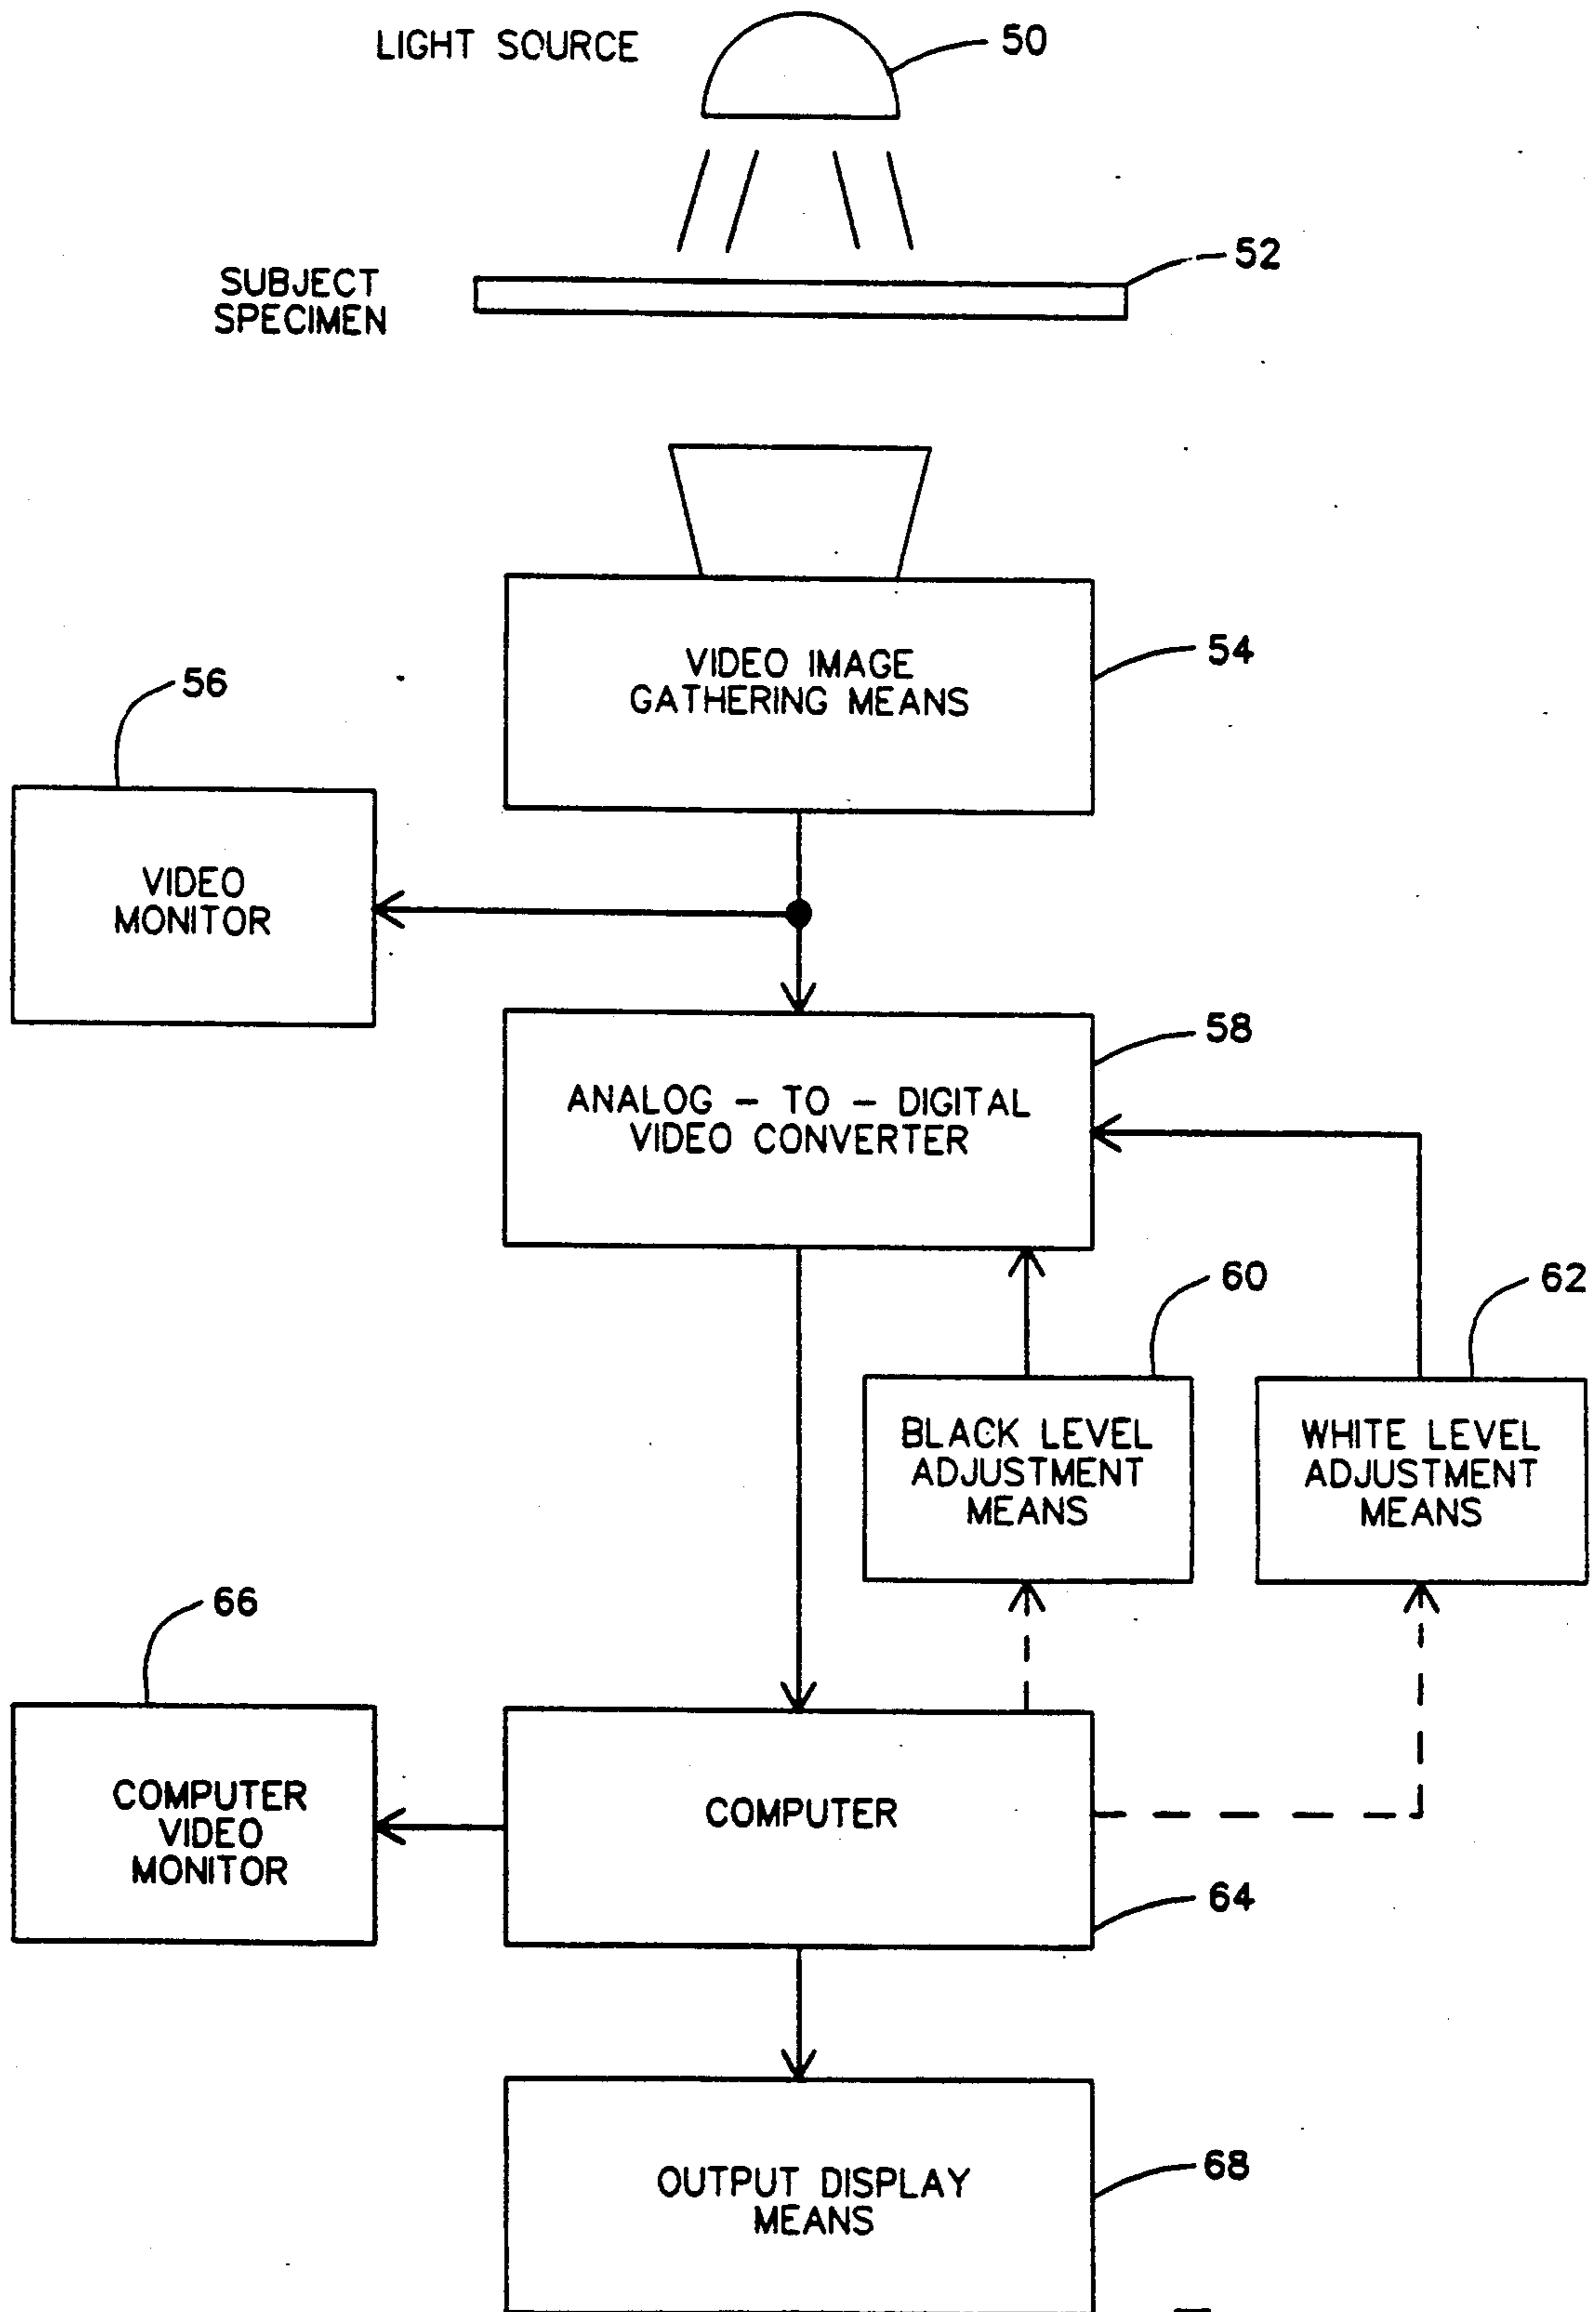 LIGHT SOURCE
50
52
SUBJECT
SPECIMEN
VIDEO IMAGE
GATHERING MEANS
54
56
VIDEO
MONITOR
58
ANALOG - TO - DIGITAL
VIDEO CONVERTER
60
62
BLACK LEVEL
ADJUSTMENT
MEANS
WHITE LEVEL
ADJUSTMENT
MEANS
66
COMPUTER
VIDEO
MONITOR
COMPUTER
64
OUTPUT DISPLAY
MEANS
68